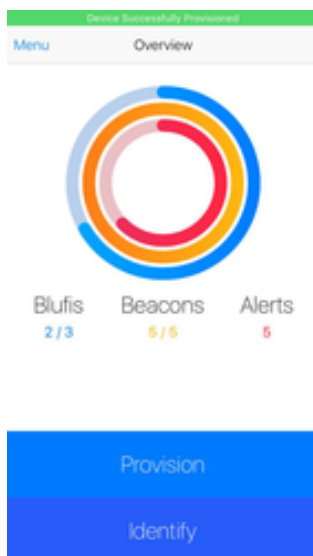 Device Successfully Provisioned
Menu Overview
Blufis Beacons Alerts
2 / 3 5 / 5 5
Provision
Identify